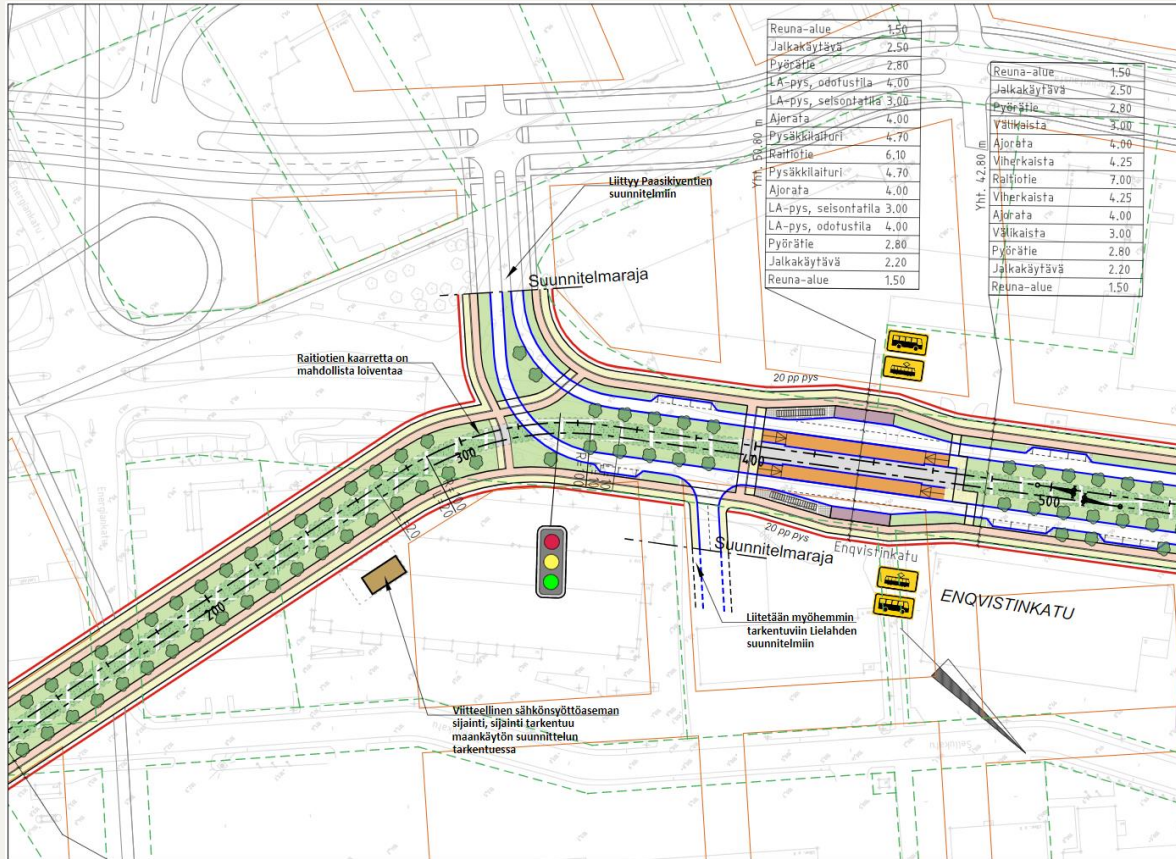 Reuna-alue 1.50
Jalkakäytävä 2.50
Pyörätie 2.80
LA-pys, odotustila 4.00
LA-pys, seisontatila 3.00
Ajorata 4.00
Pysäkkilaituri 4.70
Raitiotie 6.10
Pysäkkilaituri 4.70
Ajorata 4.00
LA-pys, seisontatila 3.00
LA-pys, odotustila 4.00
Pyörätie 2.80
Jalkakäytävä 2.20
Reuna-alue 1.50
Yht. 50.80 m
Reuna-alue 1.50
Jalkakäytävä 2.50
Pyörätie 2.80
Välikaista 3.00
Ajorata 4.00
Viherkaista 4.25
Raitiotie 7.00
Viherkaista 4.25
Ajorata 4.00
Välikaista 3.00
Pyörätie 2.80
Jalkakäytävä 2.20
Reuna-alue 1.50
Yht. 42.80 m
Liittyy Paasikiventien
suunnitelmiin
Suunnitelmaraja
Raitiotien kaarretta on
mahdollista loiventaa
20 pp pys
200
300
400
500
20 pp pys
Enqvistinkatu
Suunnitelmaraja
ENQVISTINKATU
Liitetään myöhemmin
tarkentuviin Lielahden
suunnitelmiin
Viitteellinen sähkönsyöttöaseman
sijainti, sijainti tarkentuu
maankäytön suunnittelun
tarkentuessa